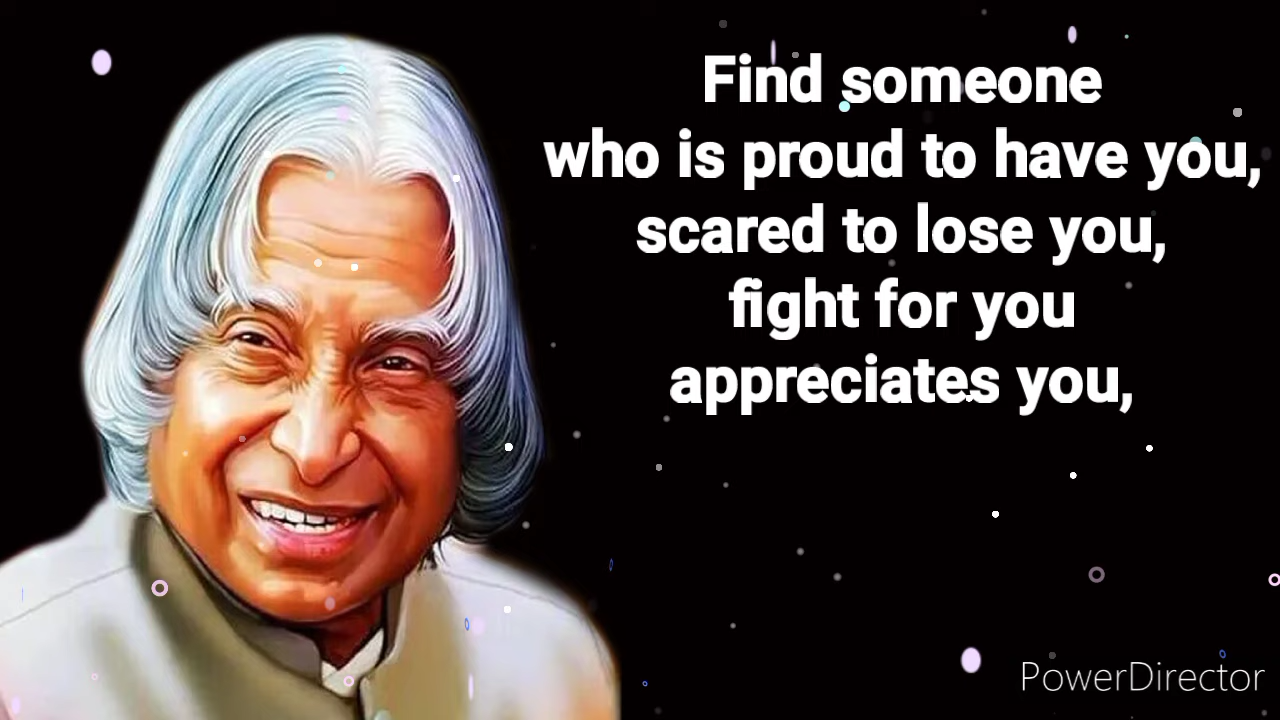 Find someone
who is proud to have you,
scared to lose you,
fight for you
appreciates you,
PowerDirector